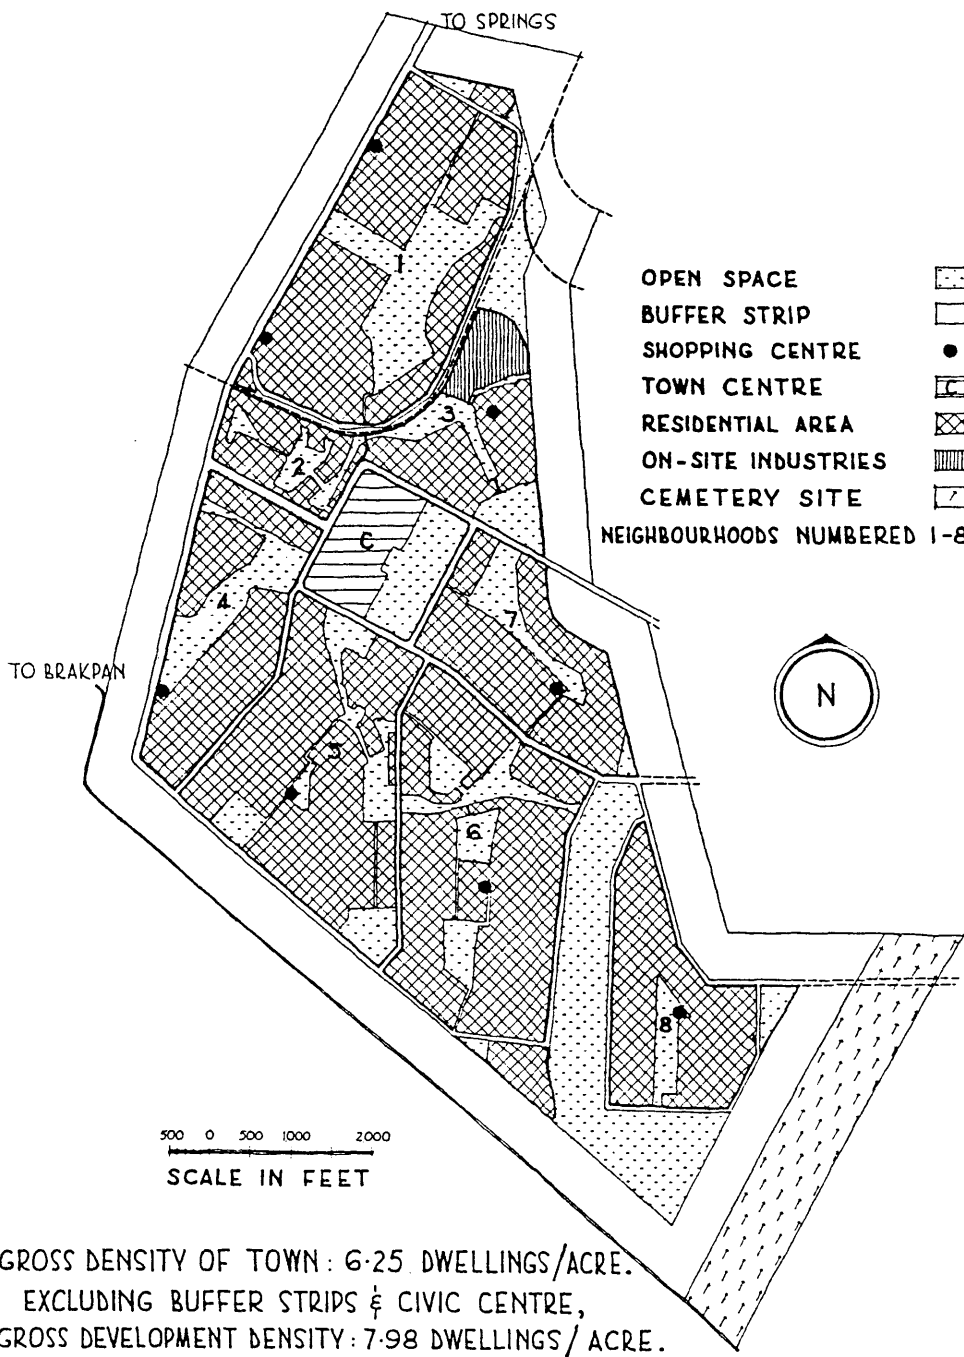 TO SPRINGS
OPEN SPACE
BUFFER STRIP
SHOPPING CENTRE
TOWN CENTRE C
RESIDENTIAL AREA
ON-SITE INDUSTRIES
CEMETERY SITE
NEIGHBOURHOODS NUMBERED 1-8
1
3
2
C
4
7
TO BRAKPAN
N
5
6
8
500 0 500 1000 2000
SCALE IN FEET
GROSS DENSITY OF TOWN: 6·25 DWELLINGS/ACRE.
EXCLUDING BUFFER STRIPS & CIVIC CENTRE,
GROSS DEVELOPMENT DENSITY: 7·98 DWELLINGS/ACRE.